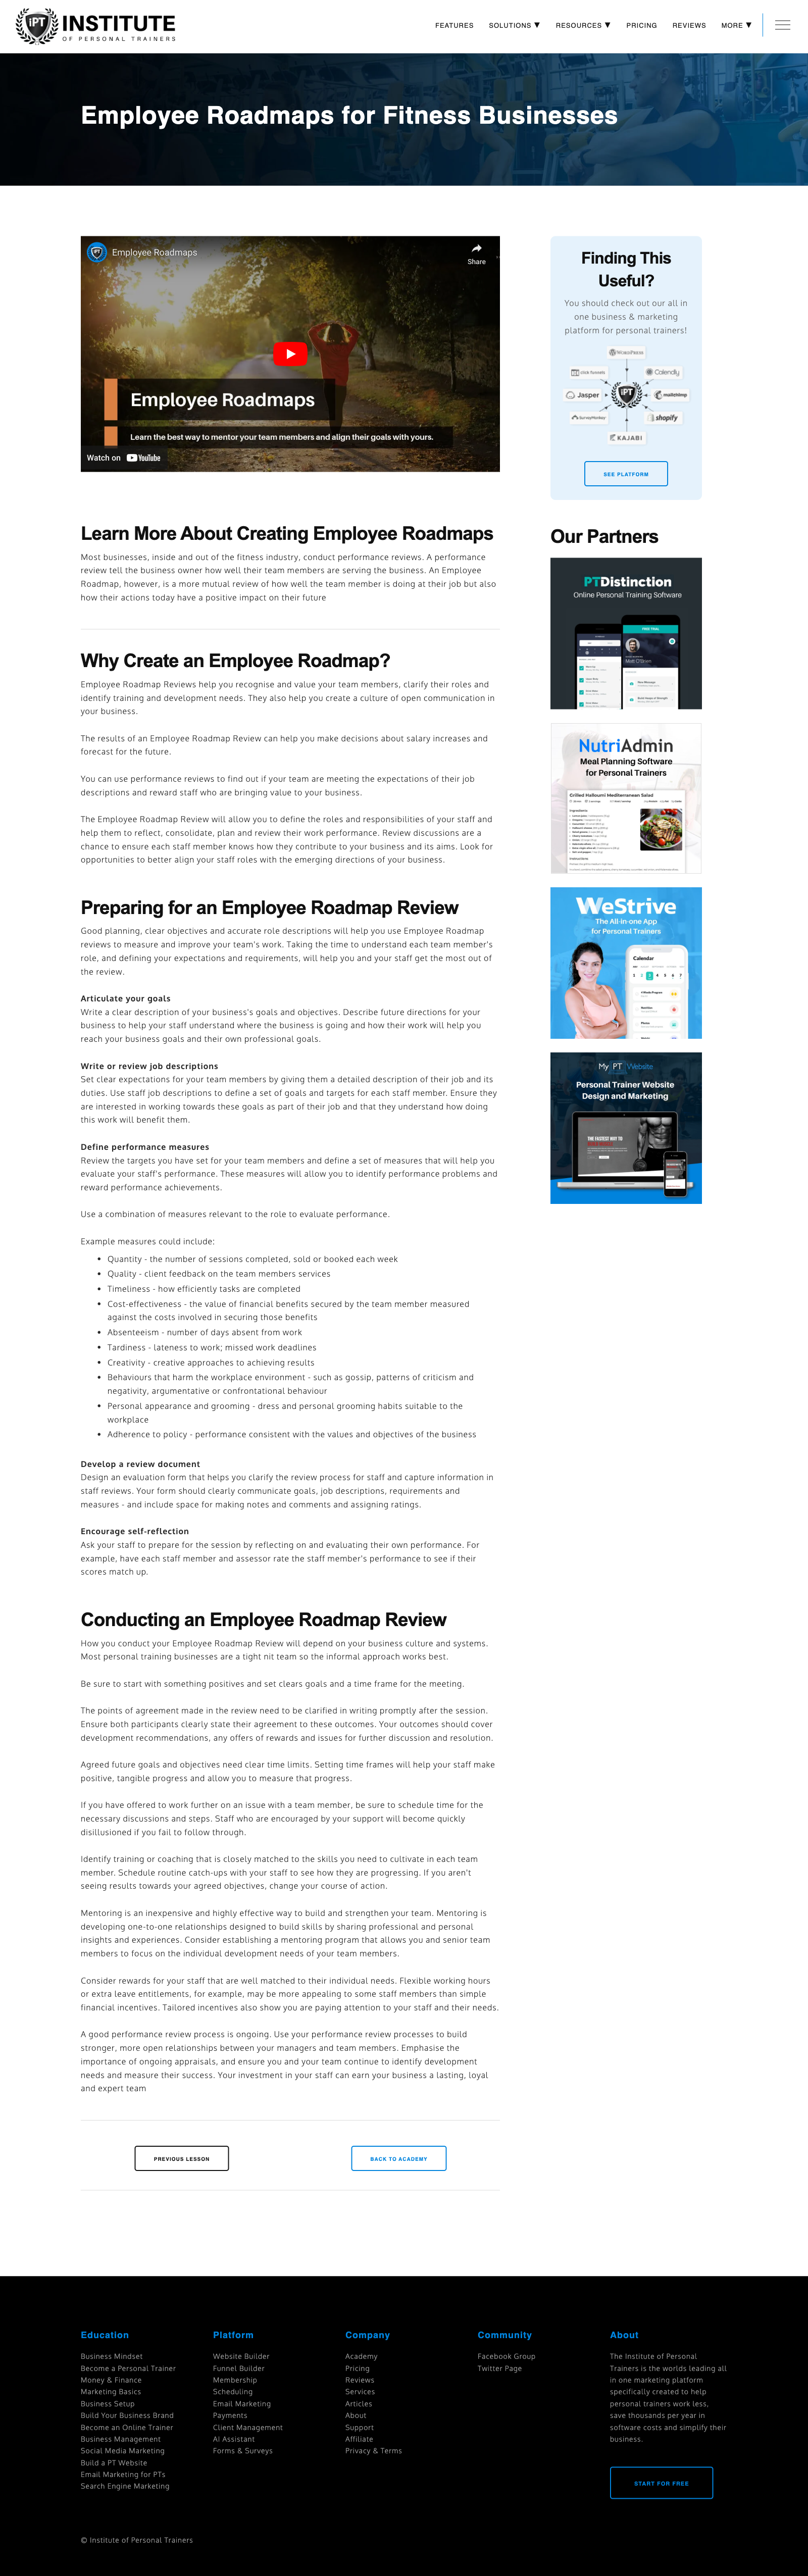 iPT INSTITUTE
OF PERSONAL TRAINERS
FEATURES SOLUTIONS ▼ RESOURCES ▼ PRICING REVIEWS MORE ▼
Employee Roadmaps for Fitness Businesses
Employee Roadmaps
Share
Employee Roadmaps
Learn the best way to mentor your team members and align their goals with yours.
Watch on YouTube
Learn More About Creating Employee Roadmaps
Most businesses, inside and out of the fitness industry, conduct performance reviews. A performance
review tell the business owner how well their team members are serving the business. An Employee
Roadmap, however, is a more mutual review of how well the team member is doing at their job but also
how their actions today have a positive impact on their future
Why Create an Employee Roadmap?
Employee Roadmap Reviews help you recognise and value your team members, clarify their roles and
identify training and development needs. They also help you create a culture of open communication in
your business.
The results of an Employee Roadmap Review can help you make decisions about salary increases and
forecast for the future.
You can use performance reviews to find out if your team are meeting the expectations of their job
descriptions and reward staff who are bringing value to your business.
The Employee Roadmap Review will allow you to define the roles and responsibilities of your staff and
help them to reflect, consolidate, plan and review their work performance. Review discussions are a
chance to ensure each staff member knows how they contribute to your business and its aims. Look for
opportunities to better align your staff roles with the emerging directions of your business.
Preparing for an Employee Roadmap Review
Good planning, clear objectives and accurate role descriptions will help you use Employee Roadmap
reviews to measure and improve your team's work. Taking the time to understand each team member's
role, and defining your expectations and requirements, will help you and your staff get the most out of
the review.
Articulate your goals
Write a clear description of your business's goals and objectives. Describe future directions for your
business to help your staff understand where the business is going and how their work will help you
reach your business goals and their own professional goals.
Write or review job descriptions
Set clear expectations for your team members by giving them a detailed description of their job and its
duties. Use staff job descriptions to define a set of goals and targets for each staff member. Ensure they
are interested in working towards these goals as part of their job and that they understand how doing
this work will benefit them.
Define performance measures
Review the targets you have set for your team members and define a set of measures that will help you
evaluate your staff's performance. These measures will allow you to identify performance problems and
reward performance achievements.
Use a combination of measures relevant to the role to evaluate performance.
Example measures could include:
• Quantity - the number of sessions completed, sold or booked each week
• Quality - client feedback on the team members services
• Timeliness - how efficiently tasks are completed
• Cost-effectiveness - the value of financial benefits secured by the team member measured
against the costs involved in securing those benefits
• Absenteeism - number of days absent from work
• Tardiness - lateness to work; missed work deadlines
• Creativity - creative approaches to achieving results
• Behaviours that harm the workplace environment - such as gossip, patterns of criticism and
negativity, argumentative or confrontational behaviour
• Personal appearance and grooming - dress and personal grooming habits suitable to the
workplace
• Adherence to policy - performance consistent with the values and objectives of the business
Develop a review document
Design an evaluation form that helps you clarify the review process for staff and capture information in
staff reviews. Your form should clearly communicate goals, job descriptions, requirements and
measures - and include space for making notes and comments and assigning ratings.
Encourage self-reflection
Ask your staff to prepare for the session by reflecting on and evaluating their own performance. For
example, have each staff member and assessor rate the staff member's performance to see if their
scores match up.
Conducting an Employee Roadmap Review
How you conduct your Employee Roadmap Review will depend on your business culture and systems.
Most personal training businesses are a tight nit team so the informal approach works best.
Be sure to start with something positives and set clears goals and a time frame for the meeting.
The points of agreement made in the review need to be clarified in writing promptly after the session.
Ensure both participants clearly state their agreement to these outcomes. Your outcomes should cover
development recommendations, any offers of rewards and issues for further discussion and resolution.
Agreed future goals and objectives need clear time limits. Setting time frames will help your staff make
positive, tangible progress and allow you to measure that progress.
If you have offered to work further on an issue with a team member, be sure to schedule time for the
necessary discussions and steps. Staff who are encouraged by your support will become quickly
disillusioned if you fail to follow through.
Identify training or coaching that is closely matched to the skills you need to cultivate in each team
member. Schedule routine catch-ups with your staff to see how they are progressing. If you aren't
seeing results towards your agreed objectives, change your course of action.
Mentoring is an inexpensive and highly effective way to build and strengthen your team. Mentoring is
developing one-to-one relationships designed to build skills by sharing professional and personal
insights and experiences. Consider establishing a mentoring program that allows you and senior team
members to focus on the individual development needs of your team members.
Consider rewards for your staff that are well matched to their individual needs. Flexible working hours
or extra leave entitlements, for example, may be more appealing to some staff members than simple
financial incentives. Tailored incentives also show you are paying attention to your staff and their needs.
A good performance review process is ongoing. Use your performance review processes to build
stronger, more open relationships between your managers and team members. Emphasise the
importance of ongoing appraisals, and ensure you and your team continue to identify development
needs and measure their success. Your investment in your staff can earn your business a lasting, loyal
and expert team
PREVIOUS LESSON
BACK TO ACADEMY
Finding This
Useful?
You should check out our all in
one business & marketing
platform for personal trainers!
WordPress
click funnels
Calendly
Jasper
iPT
mailchimp
SurveyMonkey
shopify
KAJABI
SEE PLATFORM
Our Partners
PTDistinction
Online Personal Training Software
NutriAdmin
Meal Planning Software
for Personal Trainers
Grilled Halloumi Mediterranean Salad
WeStrive
The All-in-one App
for Personal Trainers
Calendar
1 2 3 4 5 6 7
My PT Website
Personal Trainer Website
Design and Marketing
THE FASTEST WAY TO
Education
Business Mindset
Become a Personal Trainer
Money & Finance
Marketing Basics
Business Setup
Build Your Business Brand
Become an Online Trainer
Business Management
Social Media Marketing
Build a PT Website
Email Marketing for PTs
Search Engine Marketing
Platform
Website Builder
Funnel Builder
Membership
Scheduling
Email Marketing
Payments
Client Management
AI Assistant
Forms & Surveys
Company
Academy
Pricing
Reviews
Services
Articles
About
Support
Affiliate
Privacy & Terms
Community
Facebook Group
Twitter Page
About
The Institute of Personal
Trainers is the worlds leading all
in one marketing platform
specifically created to help
personal trainers work less,
save thousands per year in
software costs and simplify their
business.
START FOR FREE
© Institute of Personal Trainers